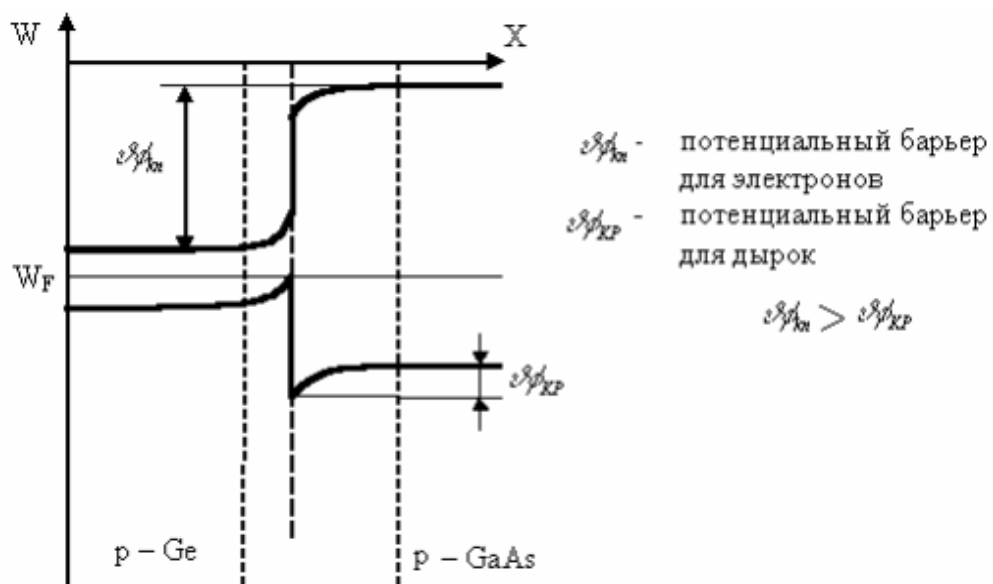 W
X
потенциальный барьер
для электронов
потенциальный барьер
для дырок
W_F
p – Ge
p – GaAs